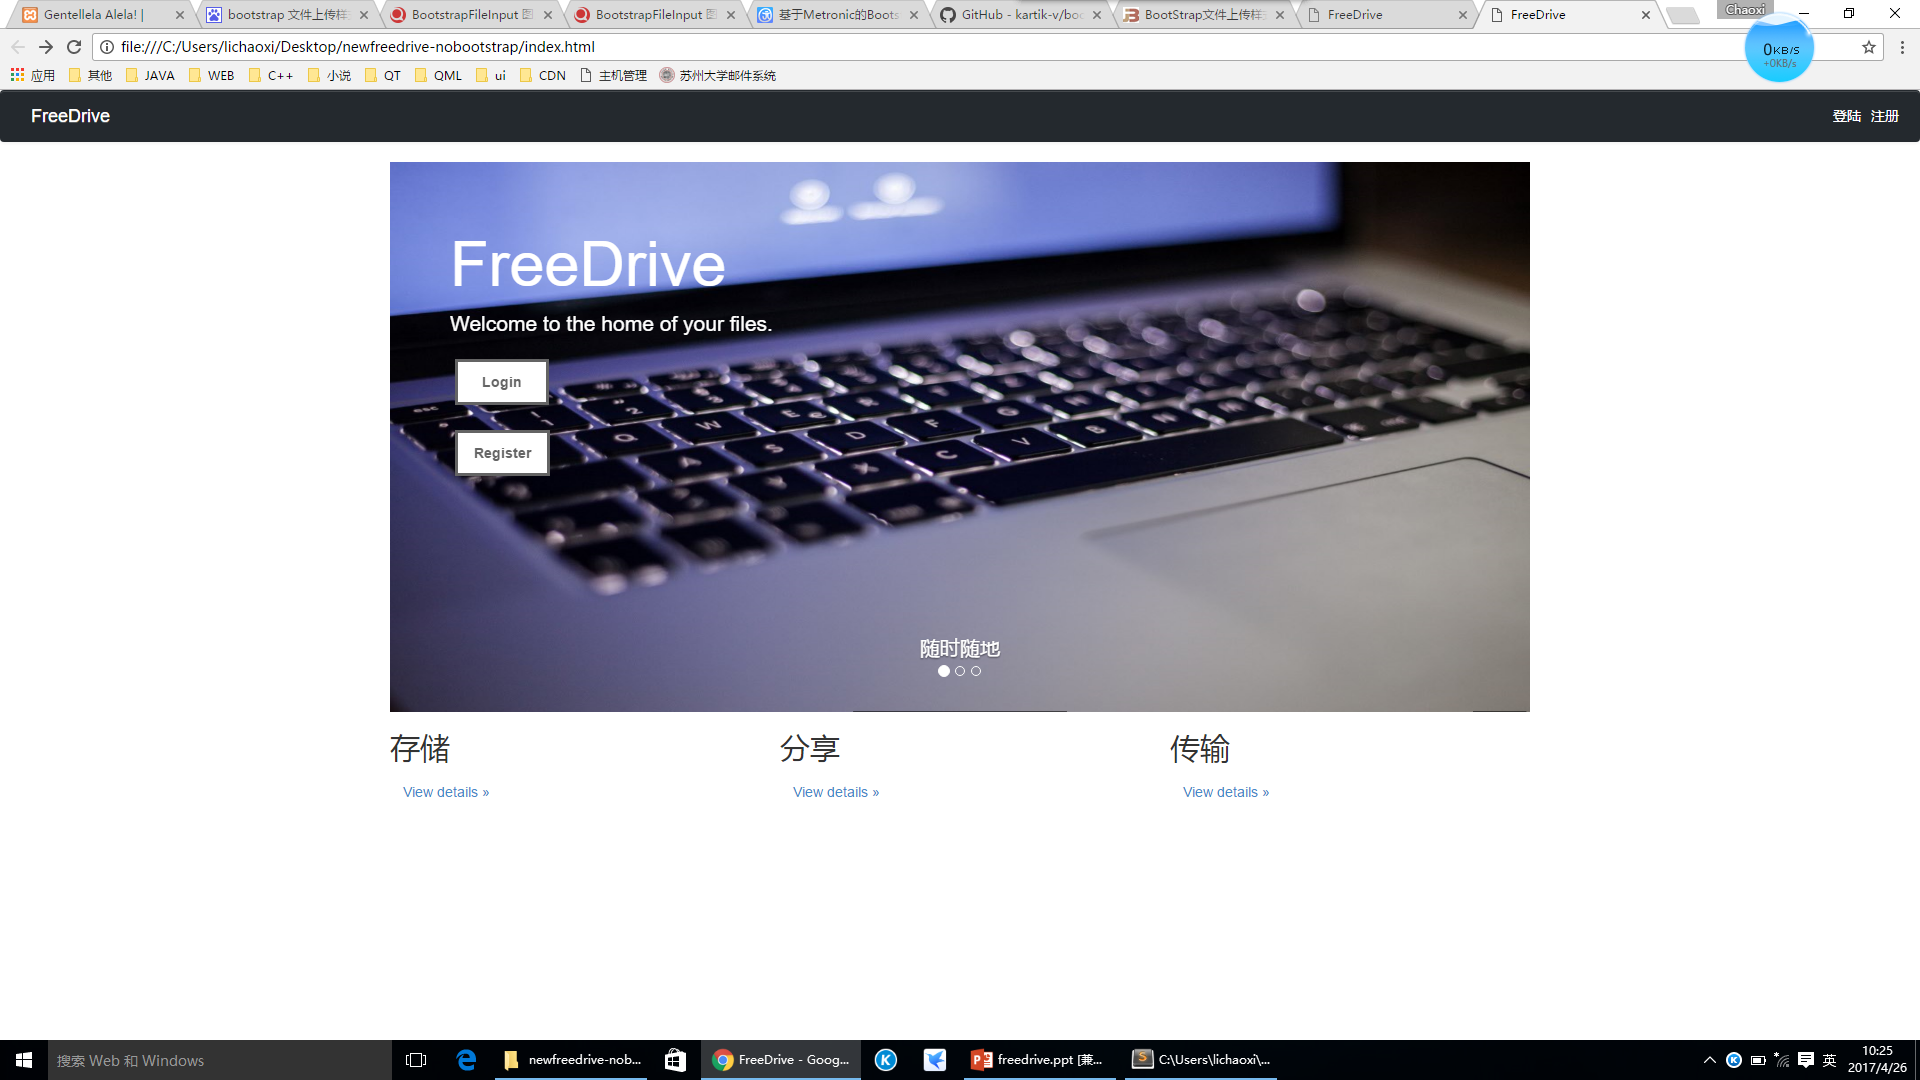 Gentellela Alela! |
bootstrap 文件上传样
BootstrapFileInput
BootstrapFileInput
基于Metronic的Boots
GitHub - kartik-v/boo
BootStrap文件上传样
FreeDrive
FreeDrive
Chaoxi
file:///C:/Users/lichaoxi/Desktop/newfreedrive-nobootstrap/index.html
0KB/S
+0KB/s
应用 其他 JAVA WEB C++ 小说 QT QML ui CDN 主机管理 苏州大学邮件系统
FreeDrive
登陆 注册
FreeDrive
Welcome to the home of your files.
Login
Register
esc
1 2 3
Q W E R T
A S D F G
X C V B
随时随地
存储 分享 传输
View details » View details » View details »
搜索 Web 和 Windows
newfreedrive-nob...
FreeDrive - Goog...
freedrive.ppt [兼...
C:\Users\lichaoxi\...
英
10:25
2017/4/26